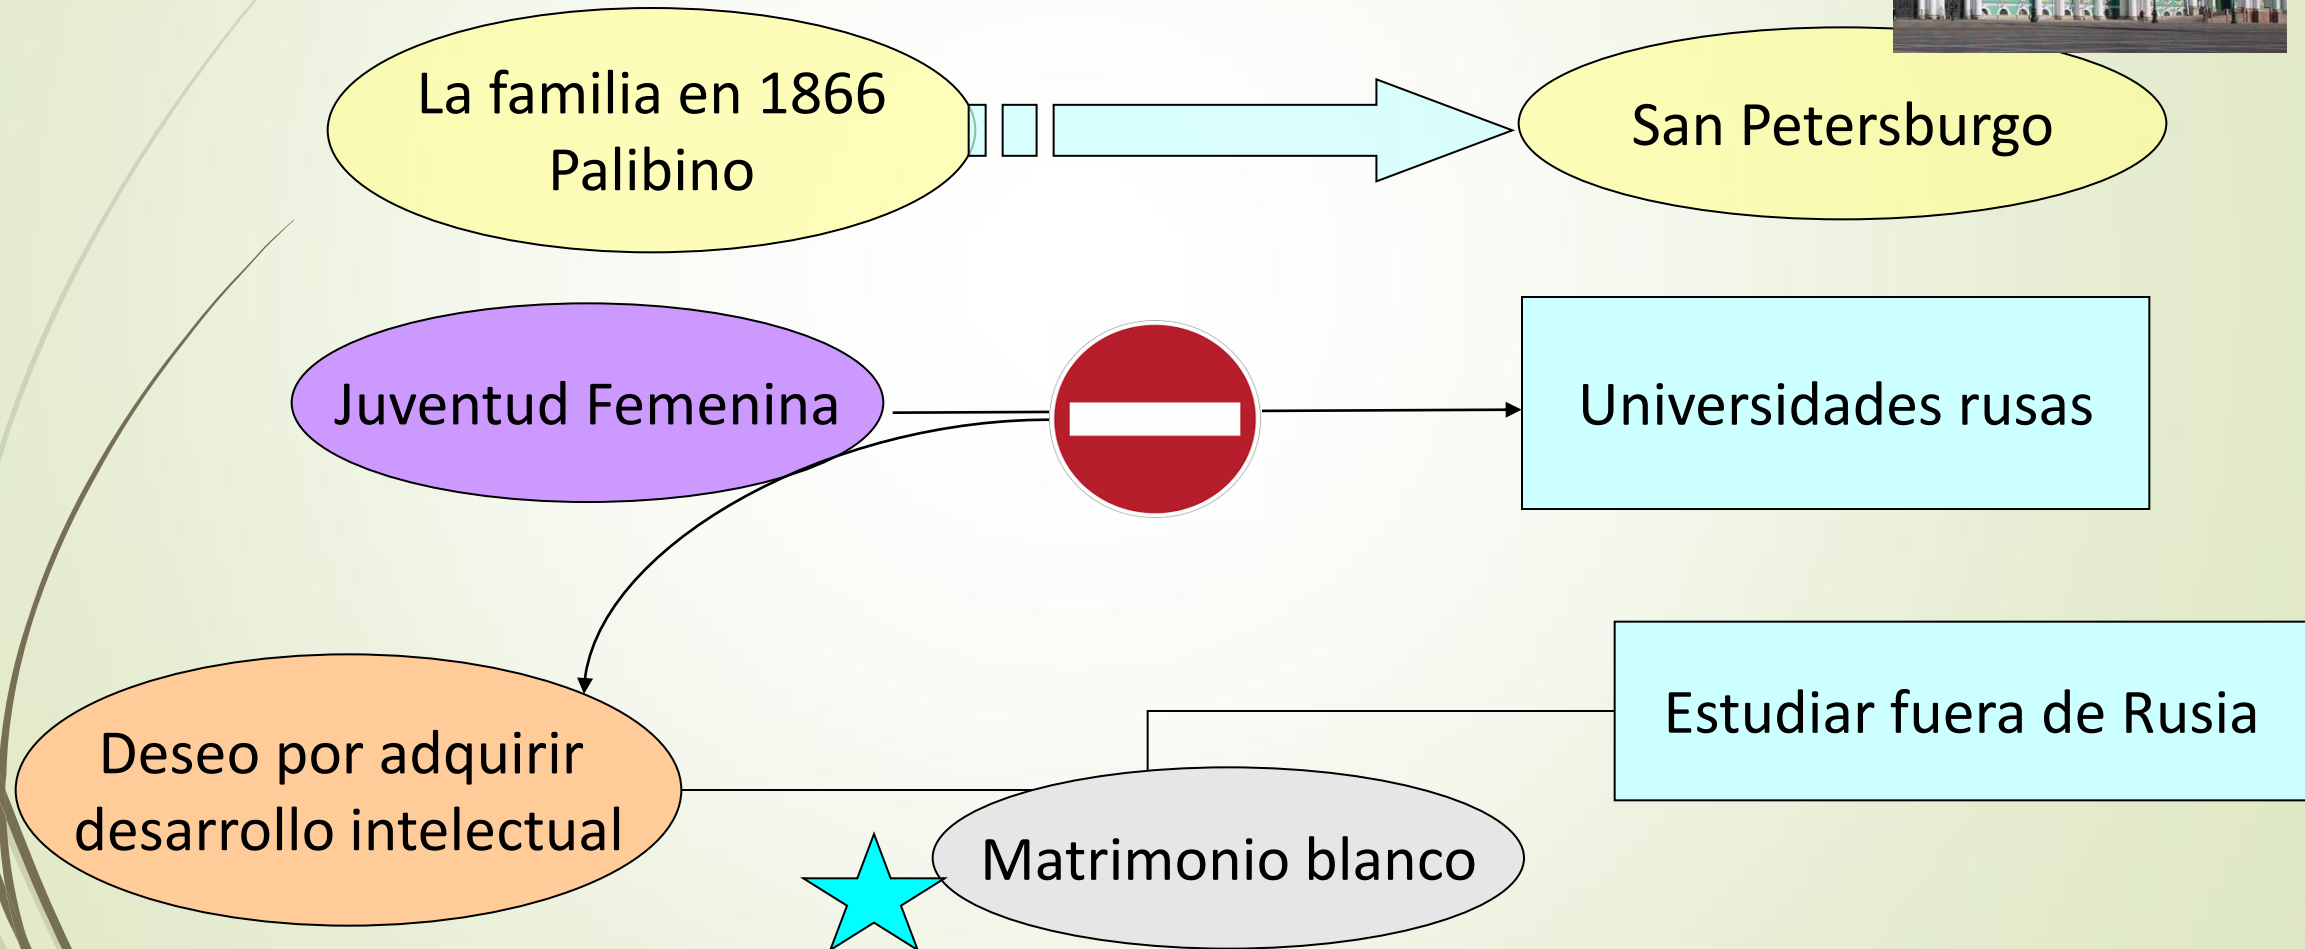 La familia en 1866
Palibino
San Petersburgo
Juventud Femenina
Universidades rusas
Estudiar fuera de Rusia
Deseo por adquirir
desarrollo intelectual
Matrimonio blanco